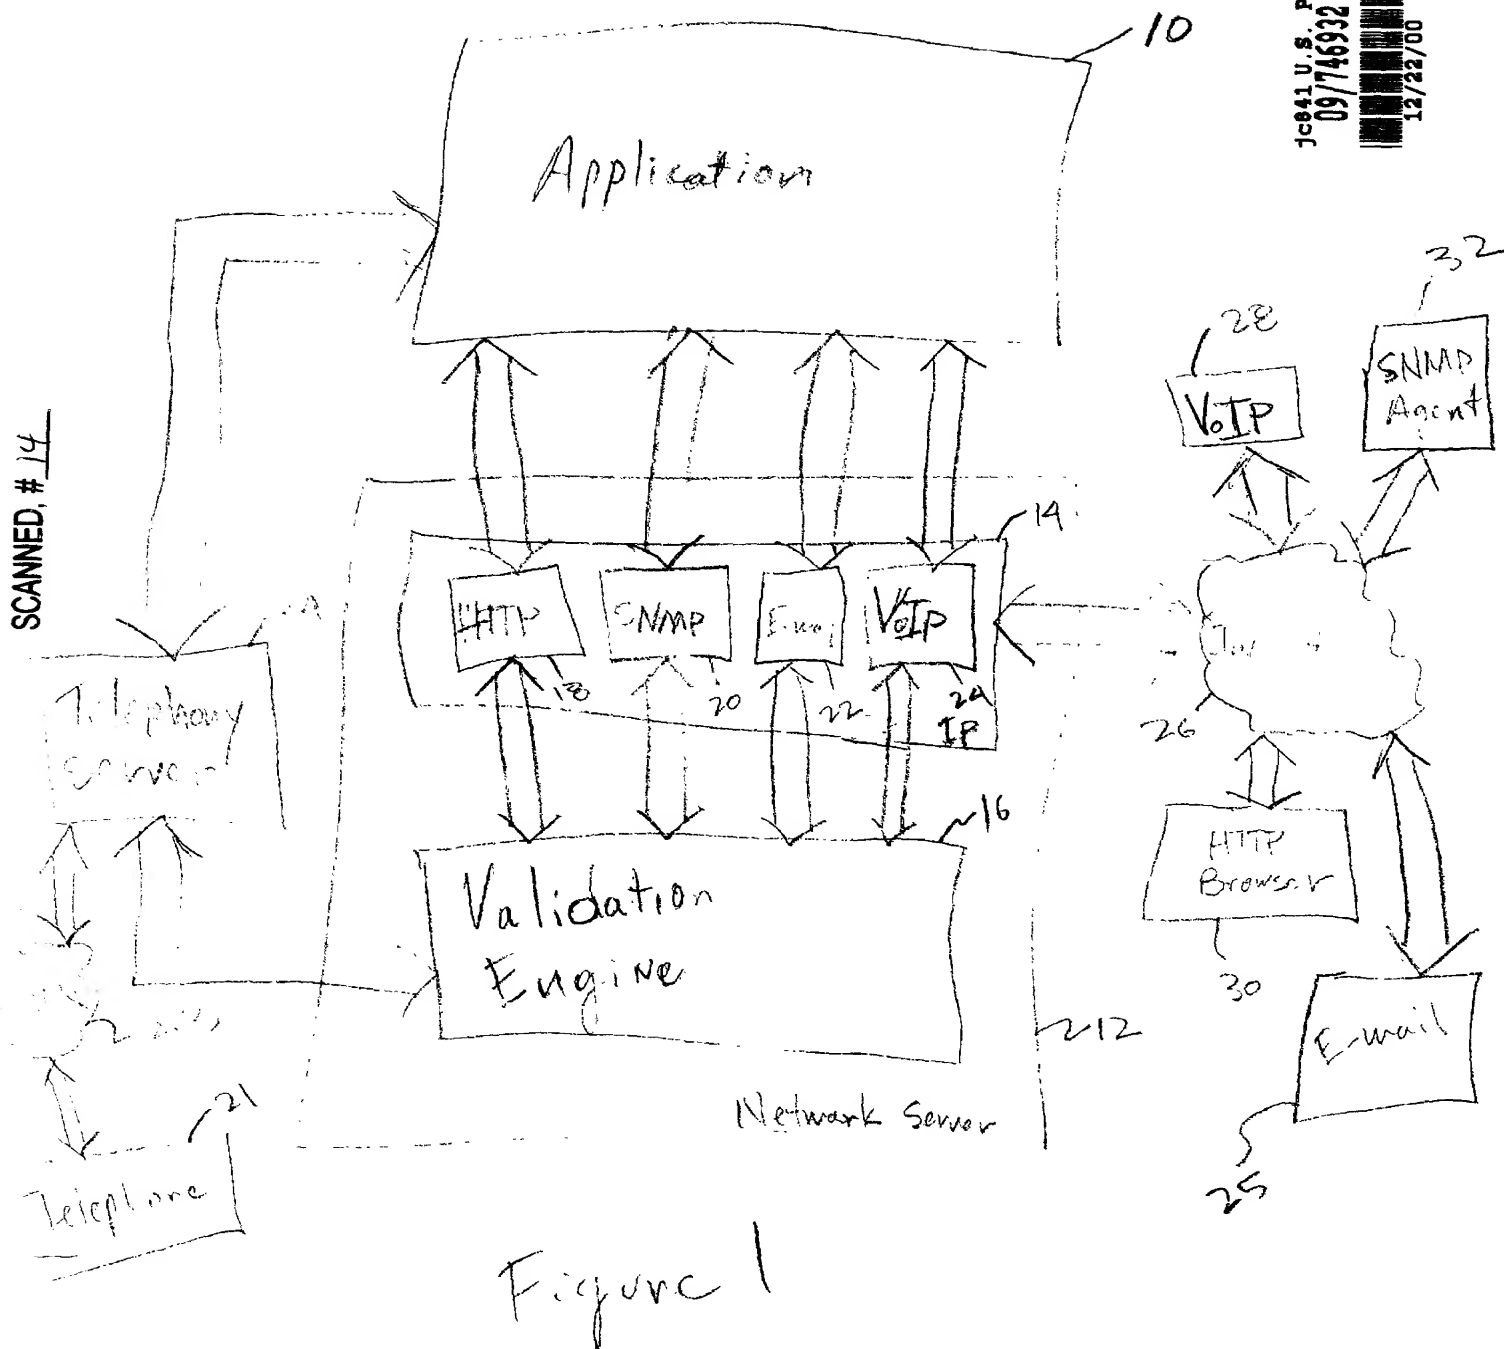 10
jc841 U.S. P
09/746932
12/22/00
Application
32
28
SNMP
Agent
VoIP
SCANNED, # 14
14
HTTP
SNMP
E-mail
VoIP
18
20
22
24
IP
26
Telephony
Server
16
Validation
Engine
HTTP
Browser
30
E-mail
25
212
Network Server
21
Telephone
Figure 1